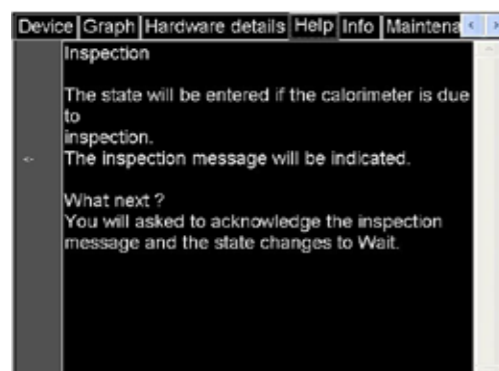 Device Graph Hardware details Help Info Maintena
Inspection
The state will be entered if the calorimeter is due
to
inspection.
The inspection message will be indicated.
What next ?
You will asked to acknowledge the inspection
message and the state changes to Wait.